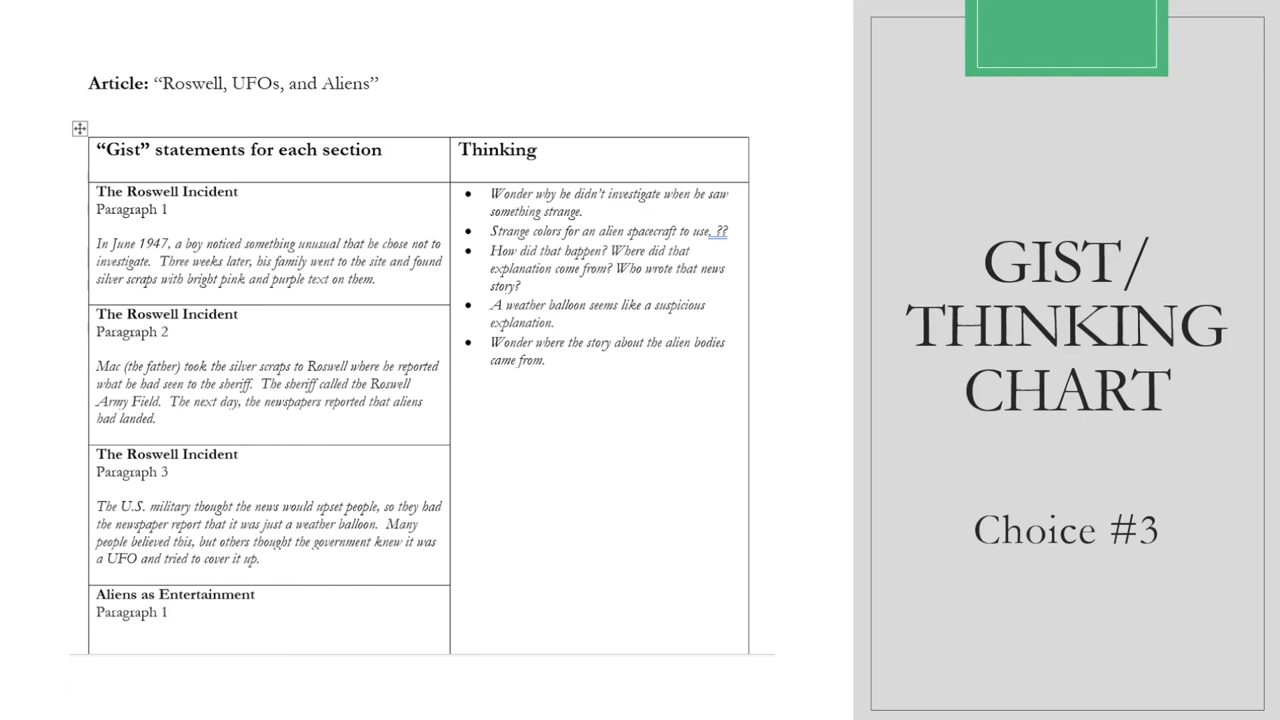 Article: “Roswell, UFOs, and Aliens”
“Gist” statements for each section
Thinking
The Roswell Incident
Paragraph 1
In June 1947, a boy noticed something unusual that he chose not to
investigate.  Three weeks later, his family went to the site and found
silver scraps with bright pink and purple text on them.
The Roswell Incident
Paragraph 2
Mac (the father) took the silver scraps to Roswell where he reported
what he had seen to the sheriff.  The sheriff called the Roswell
Army Field.  The next day, the newspapers reported that aliens
had landed.
The Roswell Incident
Paragraph 3
The U.S. military thought the news would upset people, so they had
the newspaper report that it was just a weather balloon.  Many
people believed this, but others thought the government knew it was
a UFO and tried to cover it up.
Aliens as Entertainment
Paragraph 1
• Wonder why he didn’t investigate when he saw
something strange.
• Strange colors for an alien spacecraft to use. ??
• How did that happen? Where did that
explanation come from? Who wrote that news
story?
• A weather balloon seems like a suspicious
explanation.
• Wonder where the story about the alien bodies
came from.
GIST/
THINKING
CHART
Choice #3